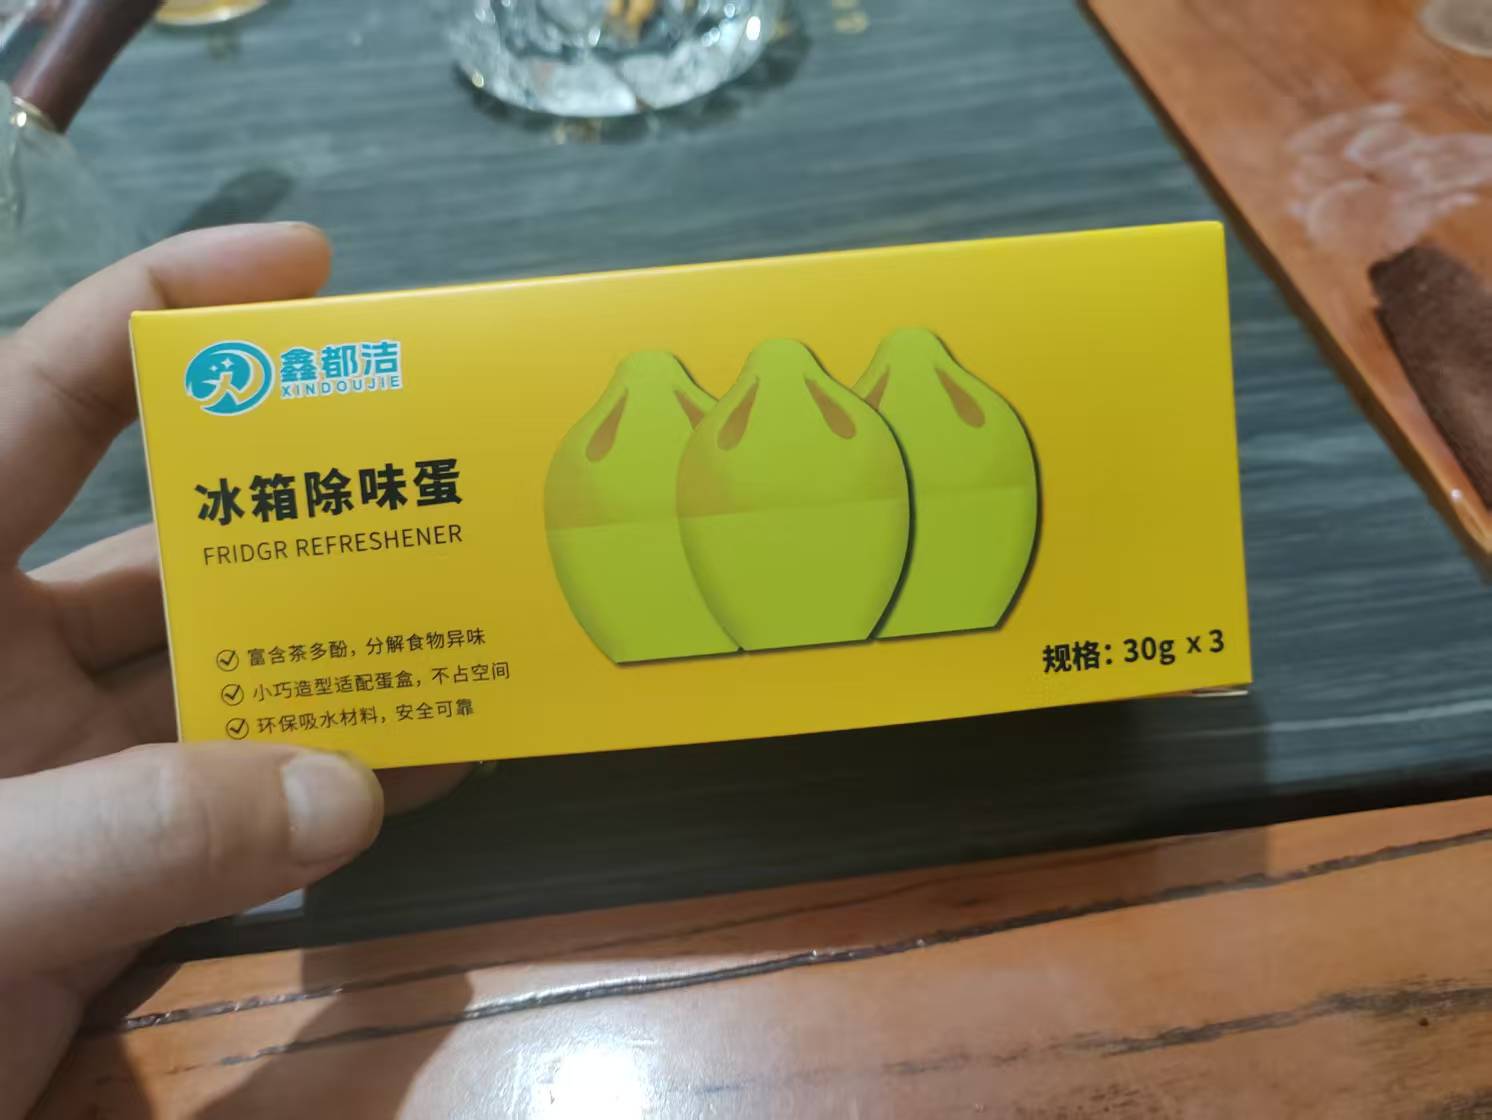 鑫都洁
XINDOUJIE
冰箱除味蛋
FRIDGR REFRESHENER
富含茶多酚，分解食物异味
小巧造型适配蛋盒，不占空间
环保吸水材料，安全可靠
规格：30g x 3